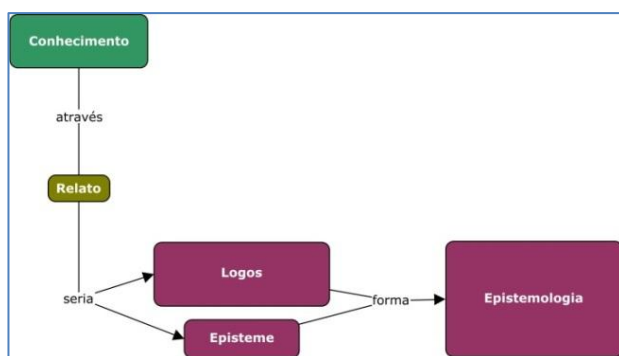 Conhecimento
através
Relato
seria
Logos
Episteme
forma
Epistemologia